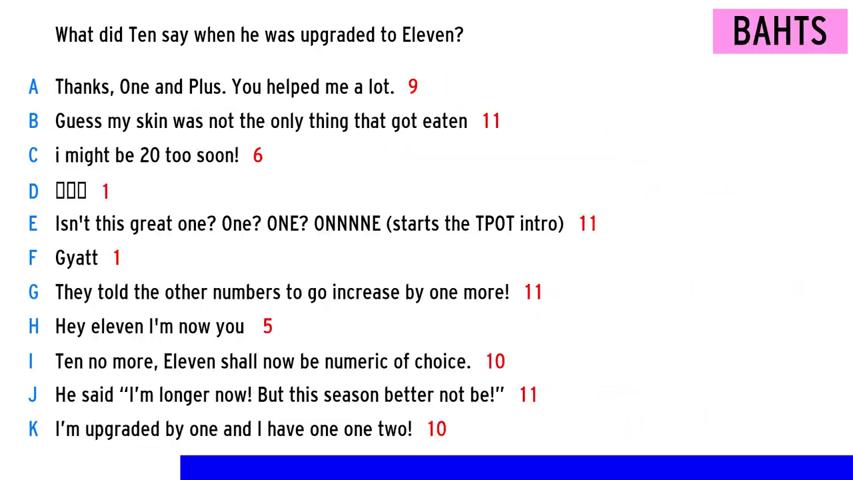 What did Ten say when he was upgraded to Eleven?
BAHTS
A Thanks, One and Plus. You helped me a lot. 9
B Guess my skin was not the only thing that got eaten 11
C i might be 20 too soon! 6
D 1
E Isn't this great one? One? ONE? ONNNNE (starts the TPOT intro) 11
F Gyatt 1
G They told the other numbers to go increase by one more! 11
H Hey eleven I'm now you 5
I Ten no more, Eleven shall now be numeric of choice. 10
J He said “I’m longer now! But this season better not be!” 11
K I’m upgraded by one and I have one one two! 10